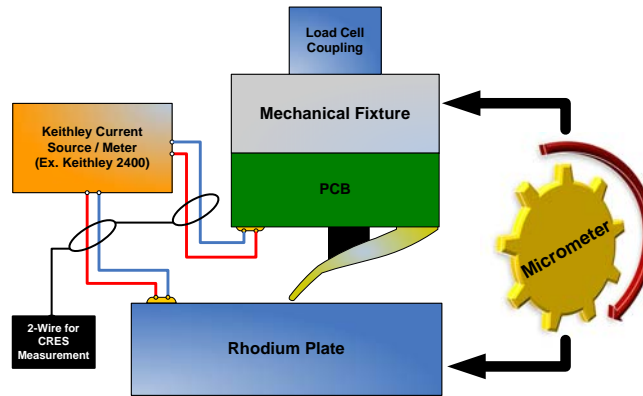 Load Cell
Coupling
Mechanical Fixture
Keithley Current
Source / Meter
(Ex. Keithley 2400)
PCB
Micrometer
2-Wire for
CRES
Measurement
Rhodium Plate